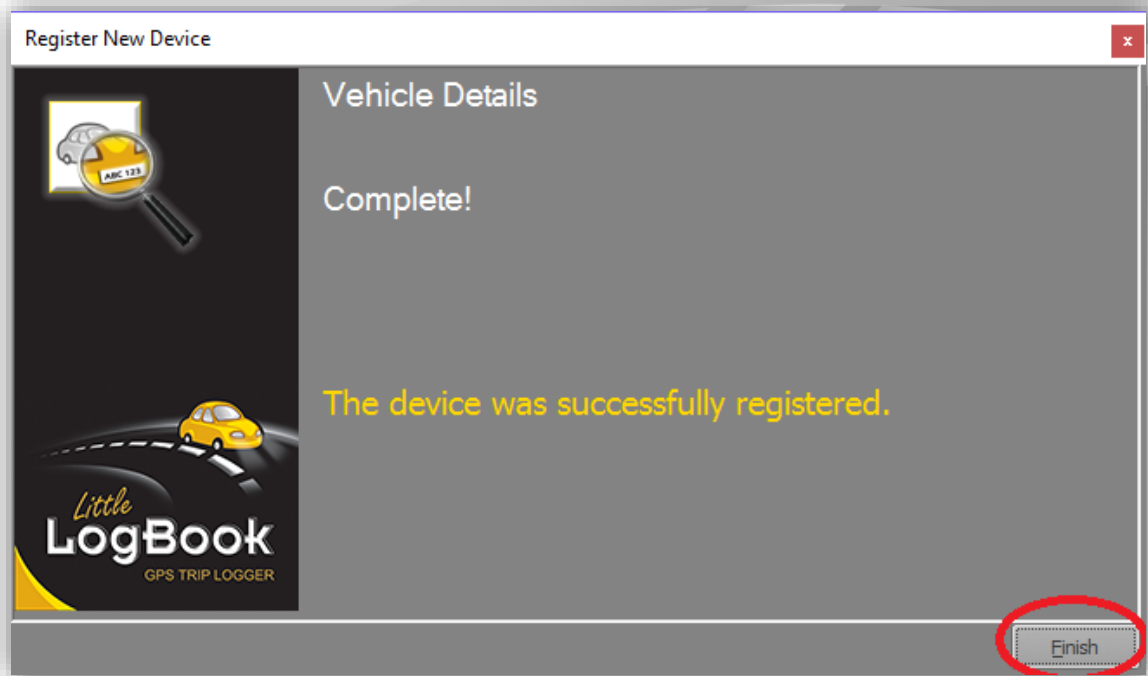 Register New Device
x
Vehicle Details
ABC 123
Complete!
The device was successfully registered.
Little
LogBook
GPS TRIP LOGGER
Finish